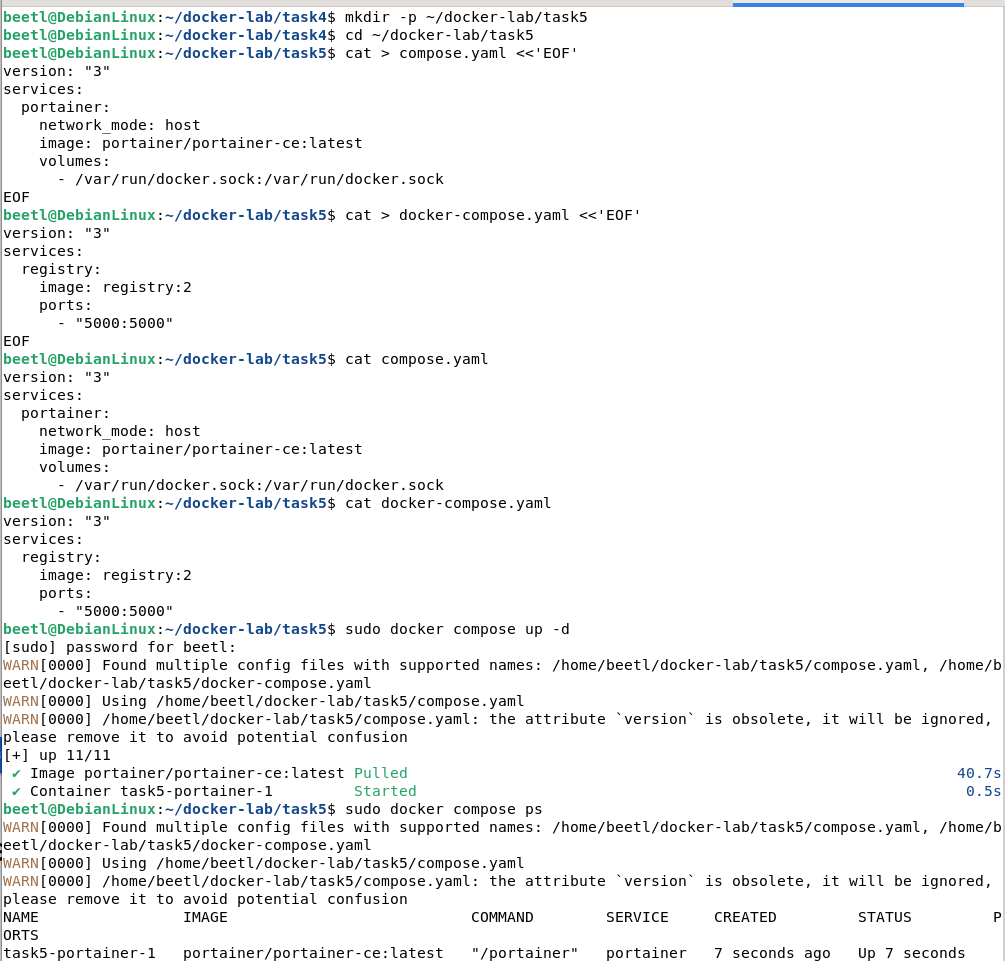 beetl@DebianLinux:~/docker-lab/task4$ mkdir -p ~/docker-lab/task5
beetl@DebianLinux:~/docker-lab/task4$ cd ~/docker-lab/task5
beetl@DebianLinux:~/docker-lab/task5$ cat > compose.yaml <<'EOF'
version: "3"
services:
  portainer:
    network_mode: host
    image: portainer/portainer-ce:latest
    volumes:
      - /var/run/docker.sock:/var/run/docker.sock
EOF
beetl@DebianLinux:~/docker-lab/task5$ cat > docker-compose.yaml <<'EOF'
version: "3"
services:
  registry:
    image: registry:2
    ports:
      - "5000:5000"
EOF
beetl@DebianLinux:~/docker-lab/task5$ cat compose.yaml
version: "3"
services:
  portainer:
    network_mode: host
    image: portainer/portainer-ce:latest
    volumes:
      - /var/run/docker.sock:/var/run/docker.sock
beetl@DebianLinux:~/docker-lab/task5$ cat docker-compose.yaml
version: "3"
services:
  registry:
    image: registry:2
    ports:
      - "5000:5000"
beetl@DebianLinux:~/docker-lab/task5$ sudo docker compose up -d
[sudo] password for beetl:
WARN[0000] Found multiple config files with supported names: /home/beetl/docker-lab/task5/compose.yaml, /home/b
eetl/docker-lab/task5/docker-compose.yaml
WARN[0000] Using /home/beetl/docker-lab/task5/compose.yaml
WARN[0000] /home/beetl/docker-lab/task5/compose.yaml: the attribute `version` is obsolete, it will be ignored,
please remove it to avoid potential confusion
[+] up 11/11
 ✔ Image portainer/portainer-ce:latest Pulled 40.7s
 ✔ Container task5-portainer-1 Started 0.5s
beetl@DebianLinux:~/docker-lab/task5$ sudo docker compose ps
WARN[0000] Found multiple config files with supported names: /home/beetl/docker-lab/task5/compose.yaml, /home/b
eetl/docker-lab/task5/docker-compose.yaml
WARN[0000] Using /home/beetl/docker-lab/task5/compose.yaml
WARN[0000] /home/beetl/docker-lab/task5/compose.yaml: the attribute `version` is obsolete, it will be ignored,
please remove it to avoid potential confusion
NAME                IMAGE                           COMMAND        SERVICE     CREATED         STATUS         P
ORTS
task5-portainer-1   portainer/portainer-ce:latest   "/portainer"   portainer   7 seconds ago   Up 7 seconds